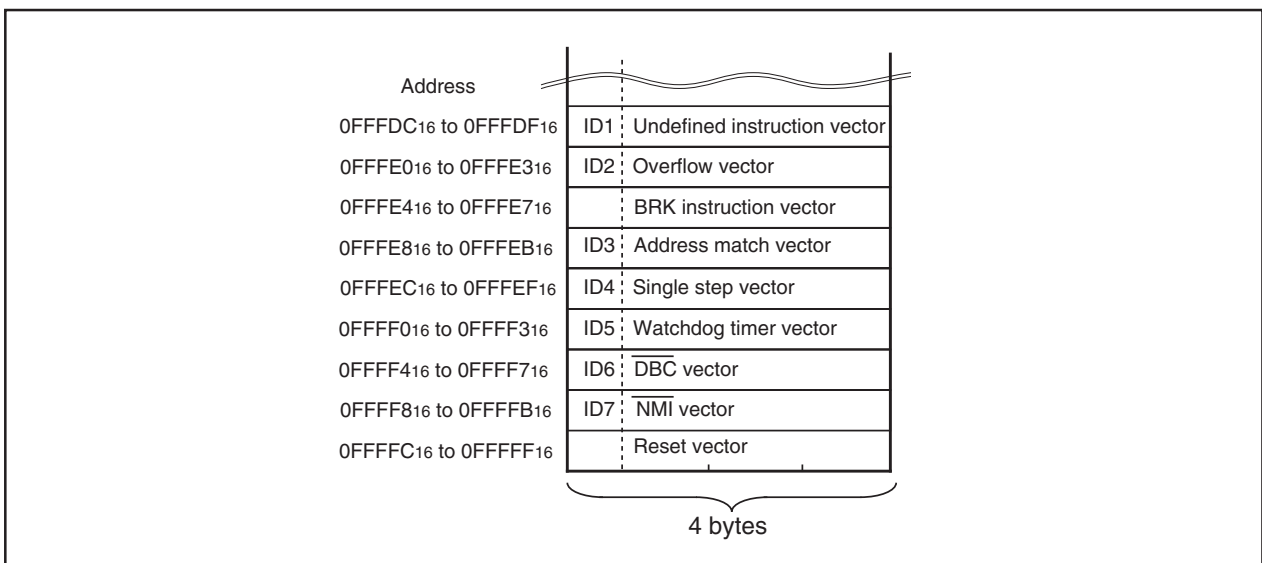 Address
0FFFDC16 to 0FFFDF16 ID1 Undefined instruction vector
0FFFE016 to 0FFFE316 ID2 Overflow vector
0FFFE416 to 0FFFE716 BRK instruction vector
0FFFE816 to 0FFFEB16 ID3 Address match vector
0FFFEC16 to 0FFFEF16 ID4 Single step vector
0FFFF016 to 0FFFF316 ID5 Watchdog timer vector
0FFFF416 to 0FFFF716 ID6 D̅B̅C̅ vector
0FFFF816 to 0FFFFB16 ID7 N̅M̅I̅ vector
0FFFFC16 to 0FFFFF16 Reset vector
4 bytes